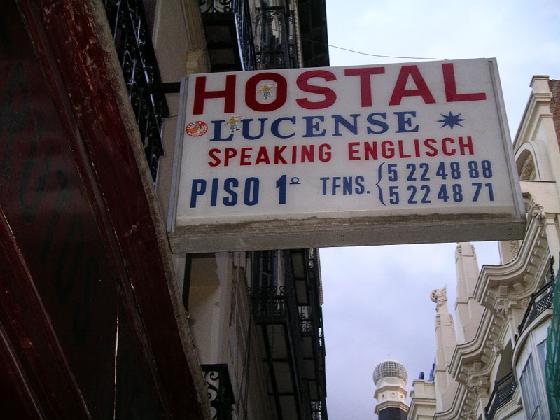 HOSTAL
LUCENSE
SPEAKING ENGLISCH
PISO 1º TFNS. { 5 22 48 88
5 22 48 71